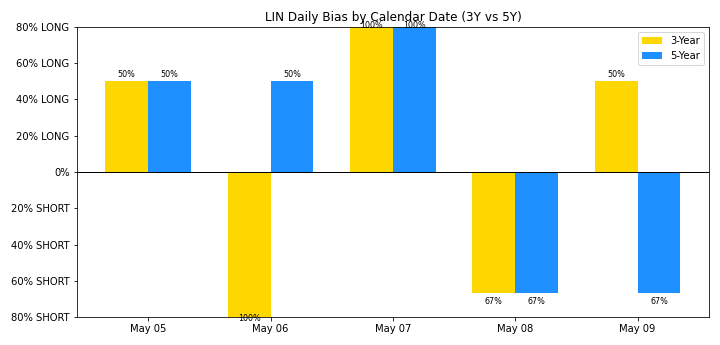 LIN Daily Bias by Calendar Date (3Y vs 5Y)
80% LONG
60% LONG
40% LONG
20% LONG
0%
20% SHORT
40% SHORT
60% SHORT
80% SHORT
50%
50%
100%
50%
100%
100%
67%
67%
50%
67%
3-Year
5-Year
May 05
May 06
May 07
May 08
May 09